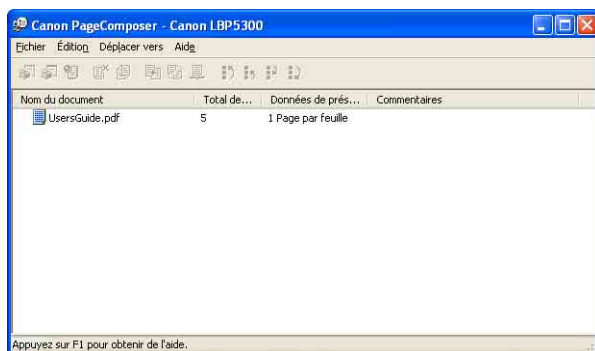 Canon PageComposer - Canon LBP5300
Fichier Édition Déplacer vers Aide
Nom du document Total de... Données de prés... Commentaires
UsersGuide.pdf 5 1 Page par feuille
Appuyez sur F1 pour obtenir de l'aide.